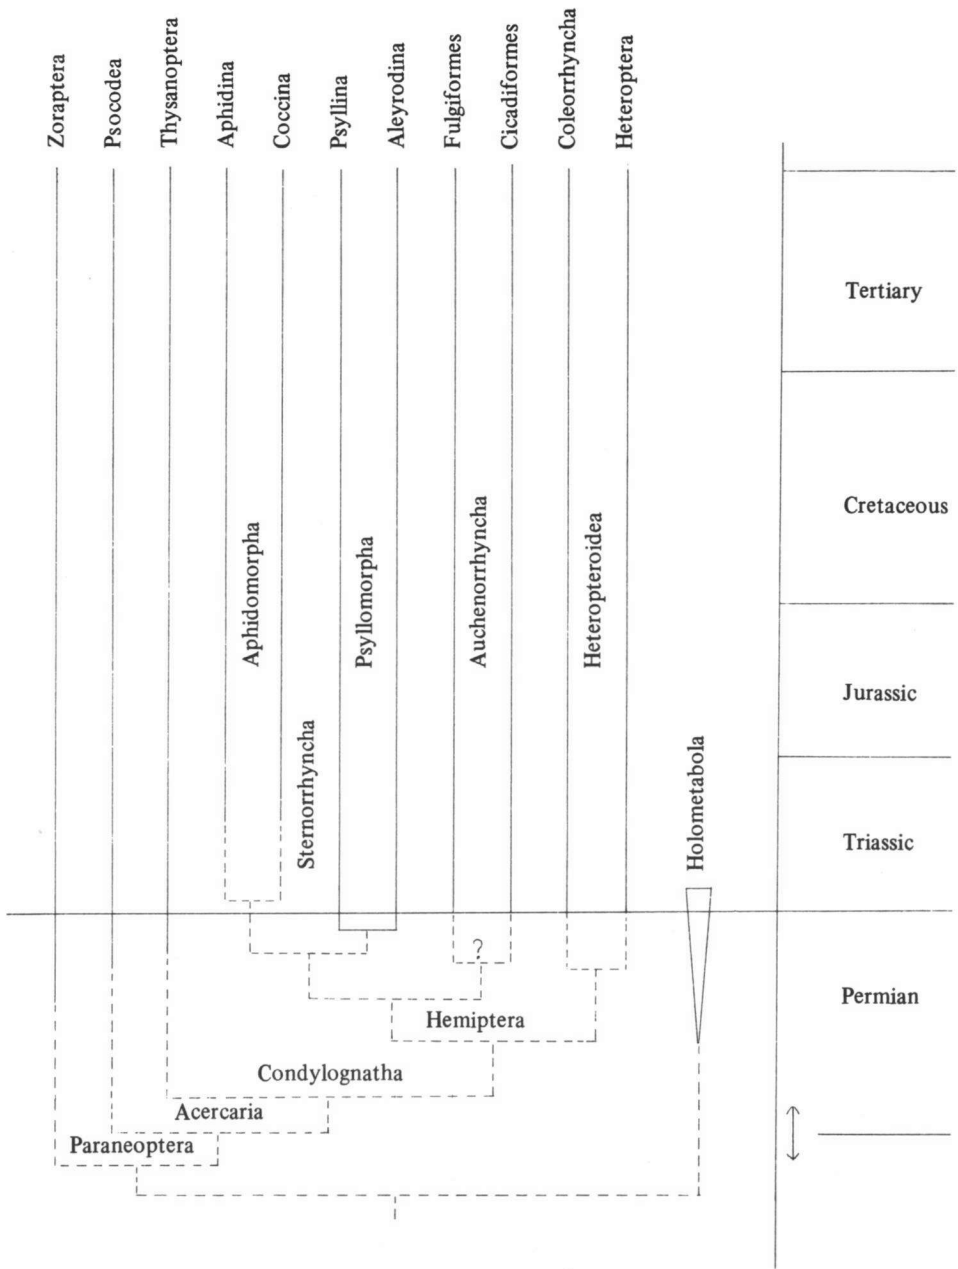 Zoraptera
Psocodea
Thysanoptera
Aphidina
Coccina
Psyllina
Aleyrodina
Fulgiformes
Cicadiformes
Coleorrhyncha
Heteroptera
Tertiary
Cretaceous
Aphidomorpha
Psyllomorpha
Auchenorrhyncha
Heteropteroidea
Jurassic
Sternorrhyncha
Holometabola
Triassic
?
Permian
Hemiptera
Condylognatha
Acercaria
Paraneoptera